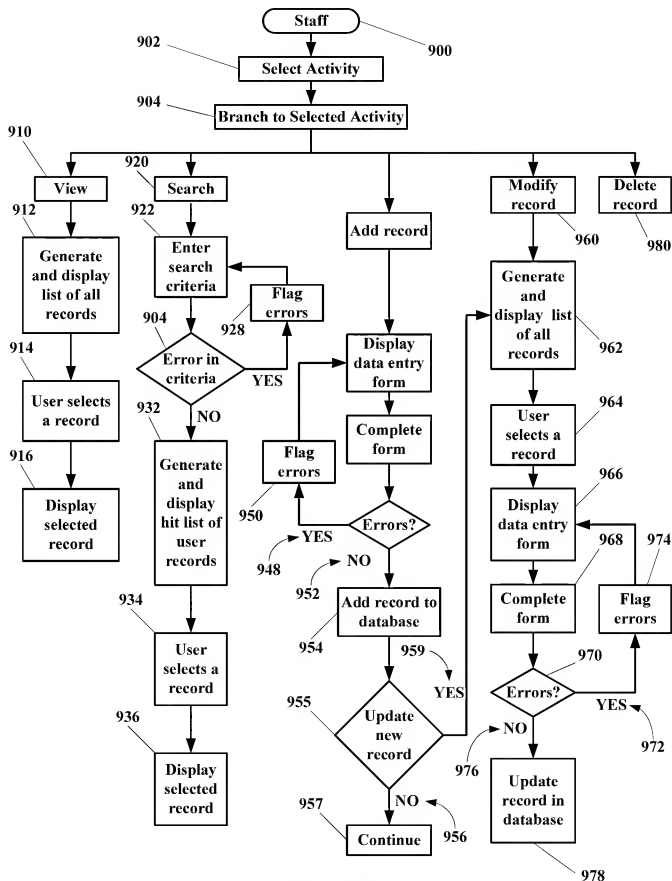 Staff
900
902
Select Activity
904
Branch to Selected Activity
910
View
912
Generate
and display
list of all
records
914
User selects
a record
916
Display
selected
record
920
Search
922
Enter
search
criteria
Flag
errors
928
904
Error in
criteria
YES
NO
932
Generate
and
display
hit list of
user
records
934
User
selects a
record
936
Display
selected
record
Add record
Display
data entry
form
Complete
form
Flag
errors
950
Errors?
YES
948
NO
952
Add record to
database
954
959
YES
955
Update
new
record
NO
956
957
Continue
Modify
record
960
Generate
and
display list
of all
records
962
User
selects a
record
964
966
Display
data entry
form
968
974
Complete
form
Flag
errors
970
Errors?
YES
972
NO
976
Update
record in
database
978
Delete
record
980